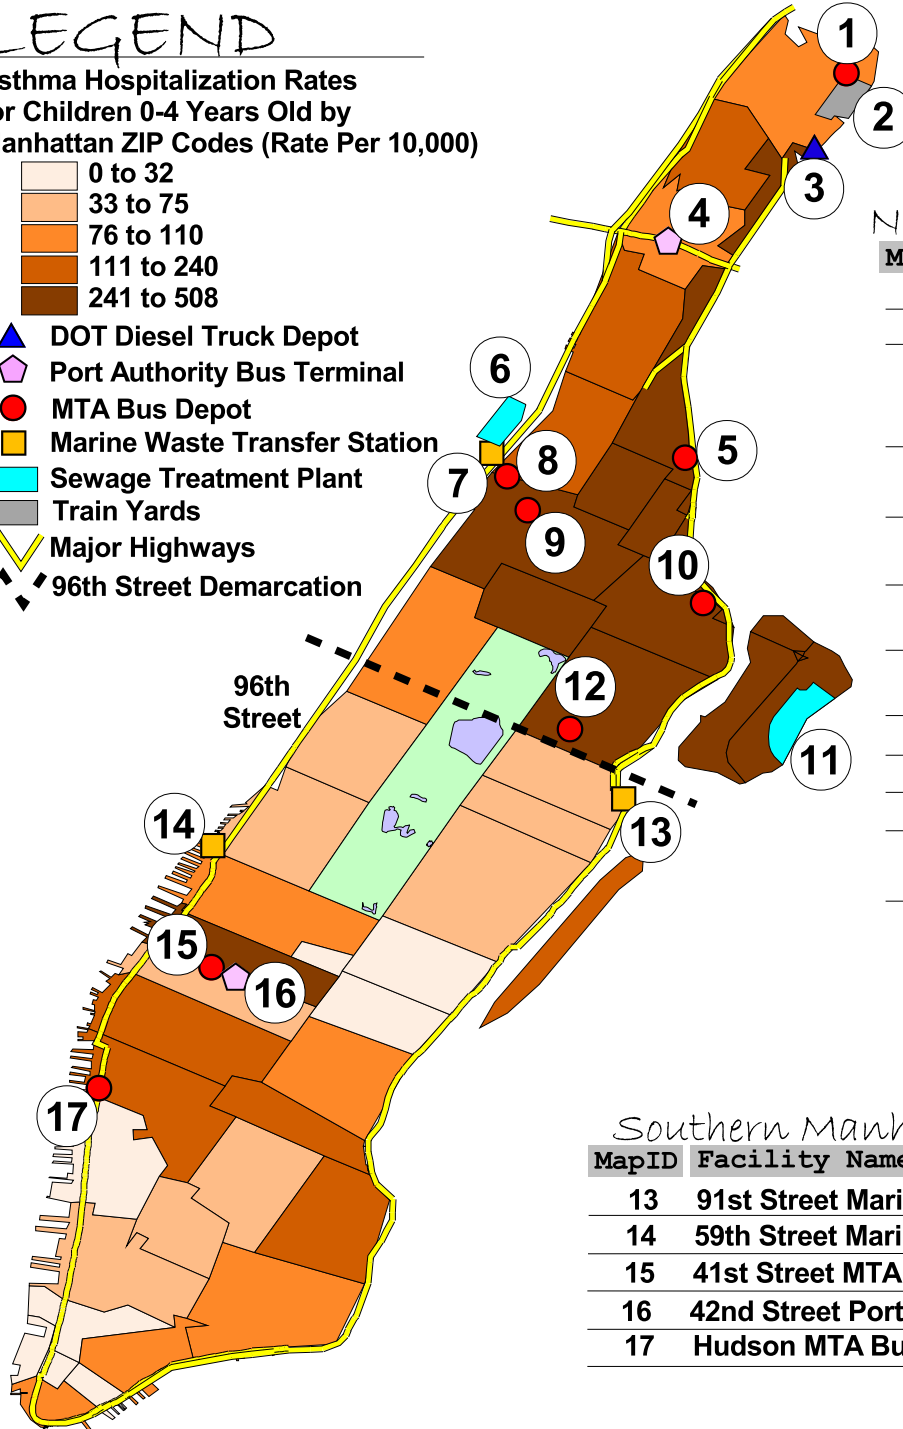 LEGEND
sthma Hospitalization Rates
or Children 0-4 Years Old by
anhattan ZIP Codes (Rate Per 10,000)
0 to 32
33 to 75
76 to 110
111 to 240
241 to 508
DOT Diesel Truck Depot
Port Authority Bus Terminal
MTA Bus Depot
Marine Waste Transfer Station
Sewage Treatment Plant
Train Yards
Major Highways
96th Street Demarcation
1
2
3
4
N
M
6
5
8
7
9
10
96th
Street
12
11
14
13
15
16
17
Southern Manh
MapID Facility Name
13 91st Street Mari
14 59th Street Mari
15 41st Street MTA
16 42nd Street Port
17 Hudson MTA Bu